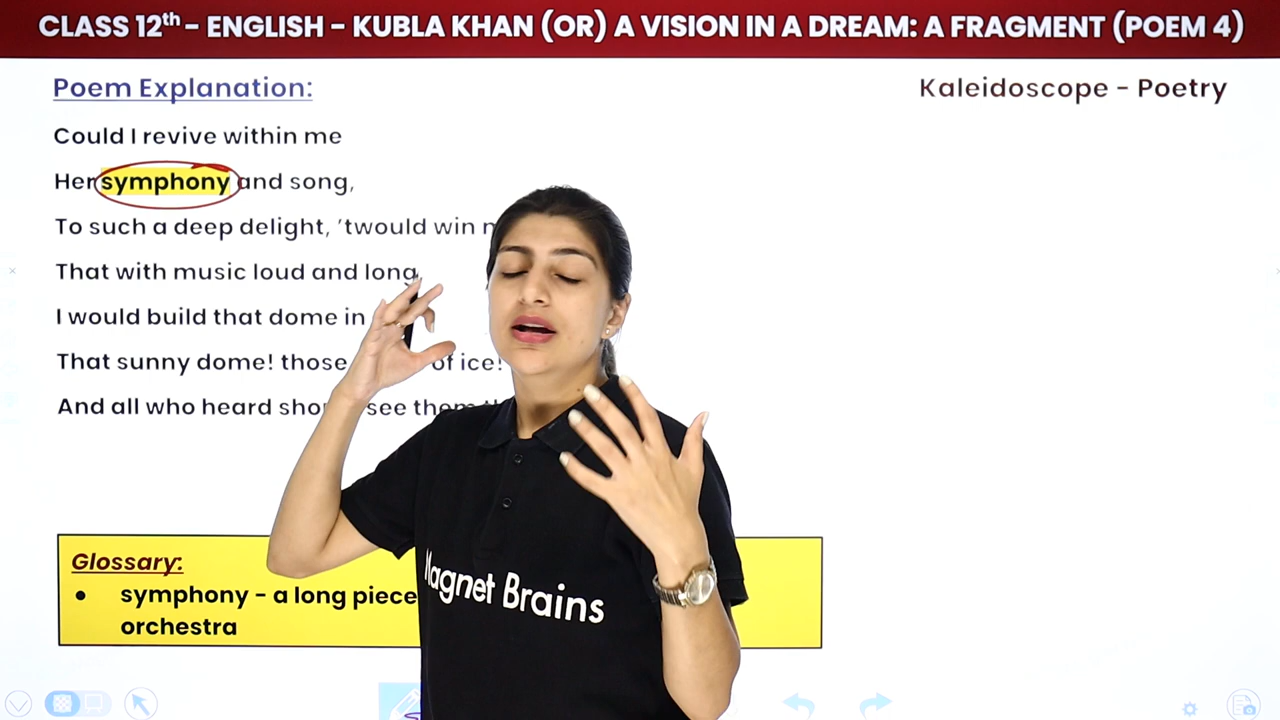 CLASS 12th – ENGLISH – KUBLA KHAN (OR) A VISION IN A DREAM: A FRAGMENT (POEM 4)
Poem Explanation:
Kaleidoscope - Poetry
Could I revive within me
Her symphony and song,
To such a deep delight, ’twould win
That with music loud and long,
I would build that dome in
That sunny dome! those of ice!
And all who heard see them
Glossary:
• symphony - a long piece
orchestra
Magnet Brains